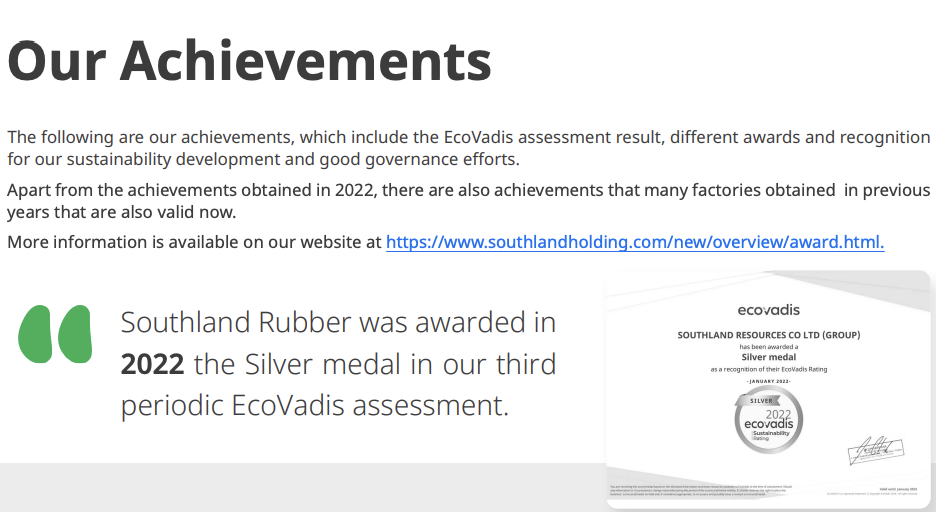 Our Achievements
The following are our achievements, which include the EcoVadis assessment result, different awards and recognition
for our sustainability development and good governance efforts.
Apart from the achievements obtained in 2022, there are also achievements that many factories obtained in previous
years that are also valid now.
More information is available on our website at https://www.southlandholding.com/new/overview/award.html.
Southland Rubber was awarded in
2022 the Silver medal in our third
periodic EcoVadis assessment.
ecovadis
SOUTHLAND RESOURCES CO LTD (GROUP)
has been awarded a
Silver medal
as a recognition of their EcoVadis Rating
- JANUARY 2022-
SILVER
2022
ecovadis
Sustainability
Rating